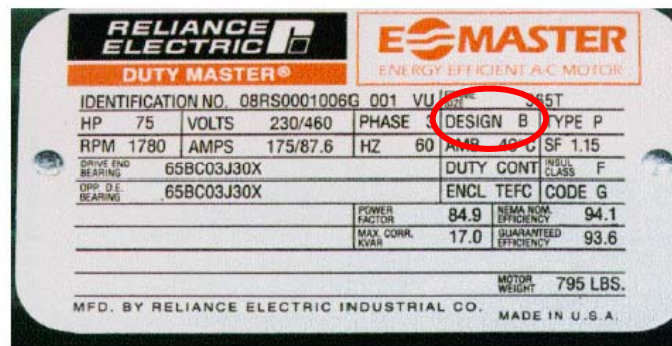 RELIANCE
ELECTRIC
DUTY MASTER®
E MASTER
ENERGY EFFICIENT A-C MOTOR
IDENTIFICATION NO. 08RS0001006G 001 VU 365T
HP 75 VOLTS 230/460 PHASE 3 DESIGN B TYPE P
RPM 1780 AMPS 175/87.6 HZ 60 AMB 40 C SF 1.15
DRIVE END BEARING 65BC03J30X DUTY CONT INSUL CLASS F
OPP. D.E. BEARING 65BC03J30X ENCL TEFC CODE G
POWER FACTOR 84.9 NEMA NOM. EFFICIENCY 94.1
MAX. CORR. KVAR 17.0 GUARANTEED EFFICIENCY 93.6
MOTOR WEIGHT 795 LBS.
MFD. BY RELIANCE ELECTRIC INDUSTRIAL CO. MADE IN U.S.A.